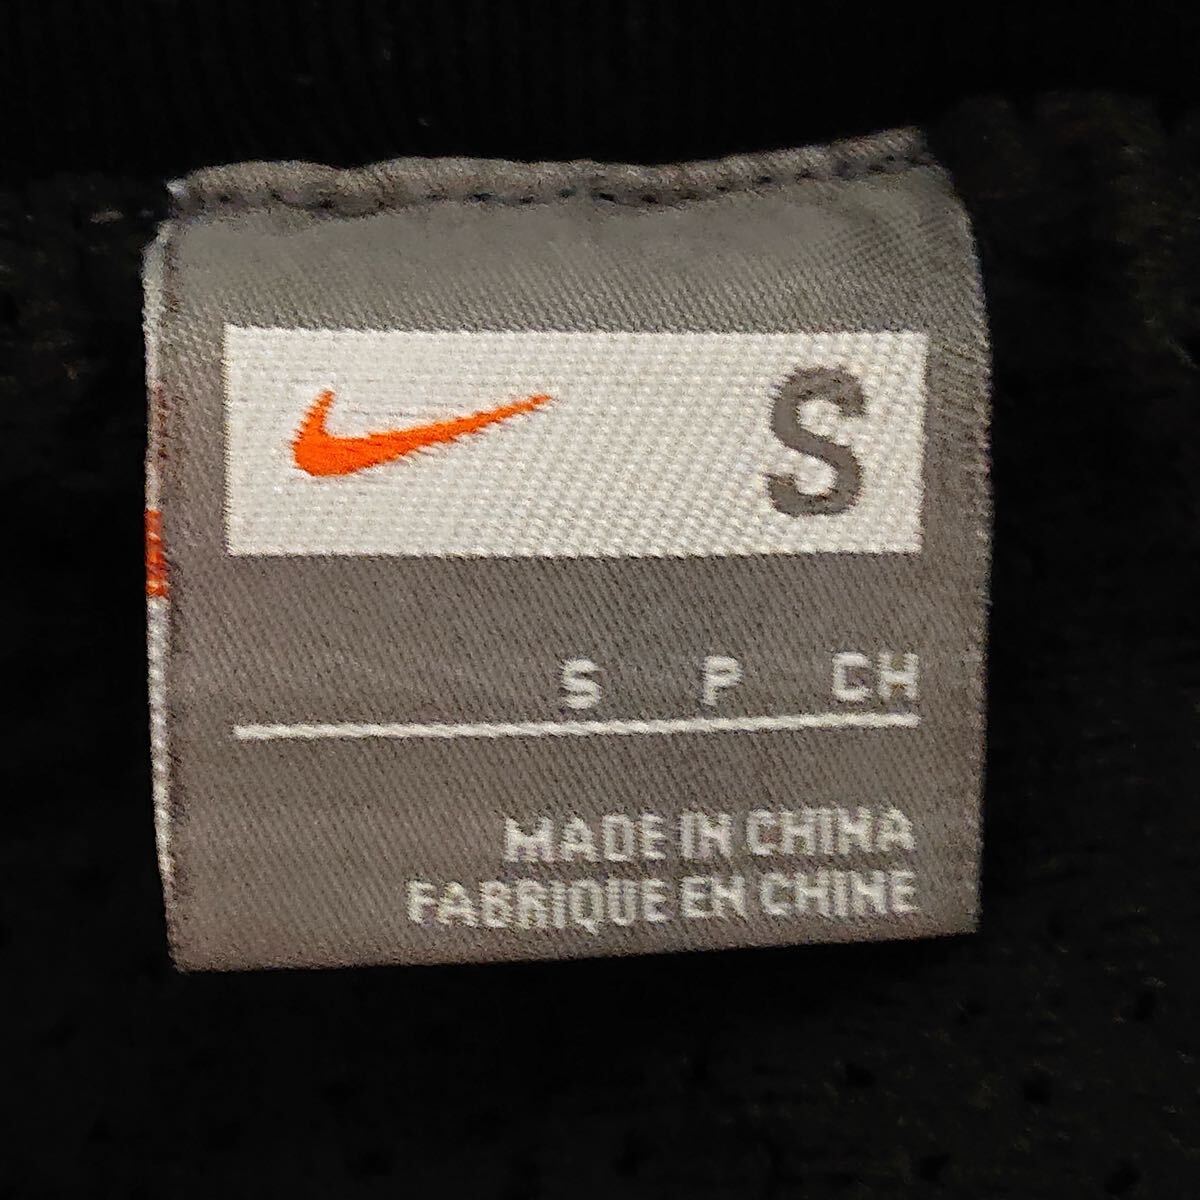 S
S P CH
MADE IN CHINA
FABRIQUE EN CHINE